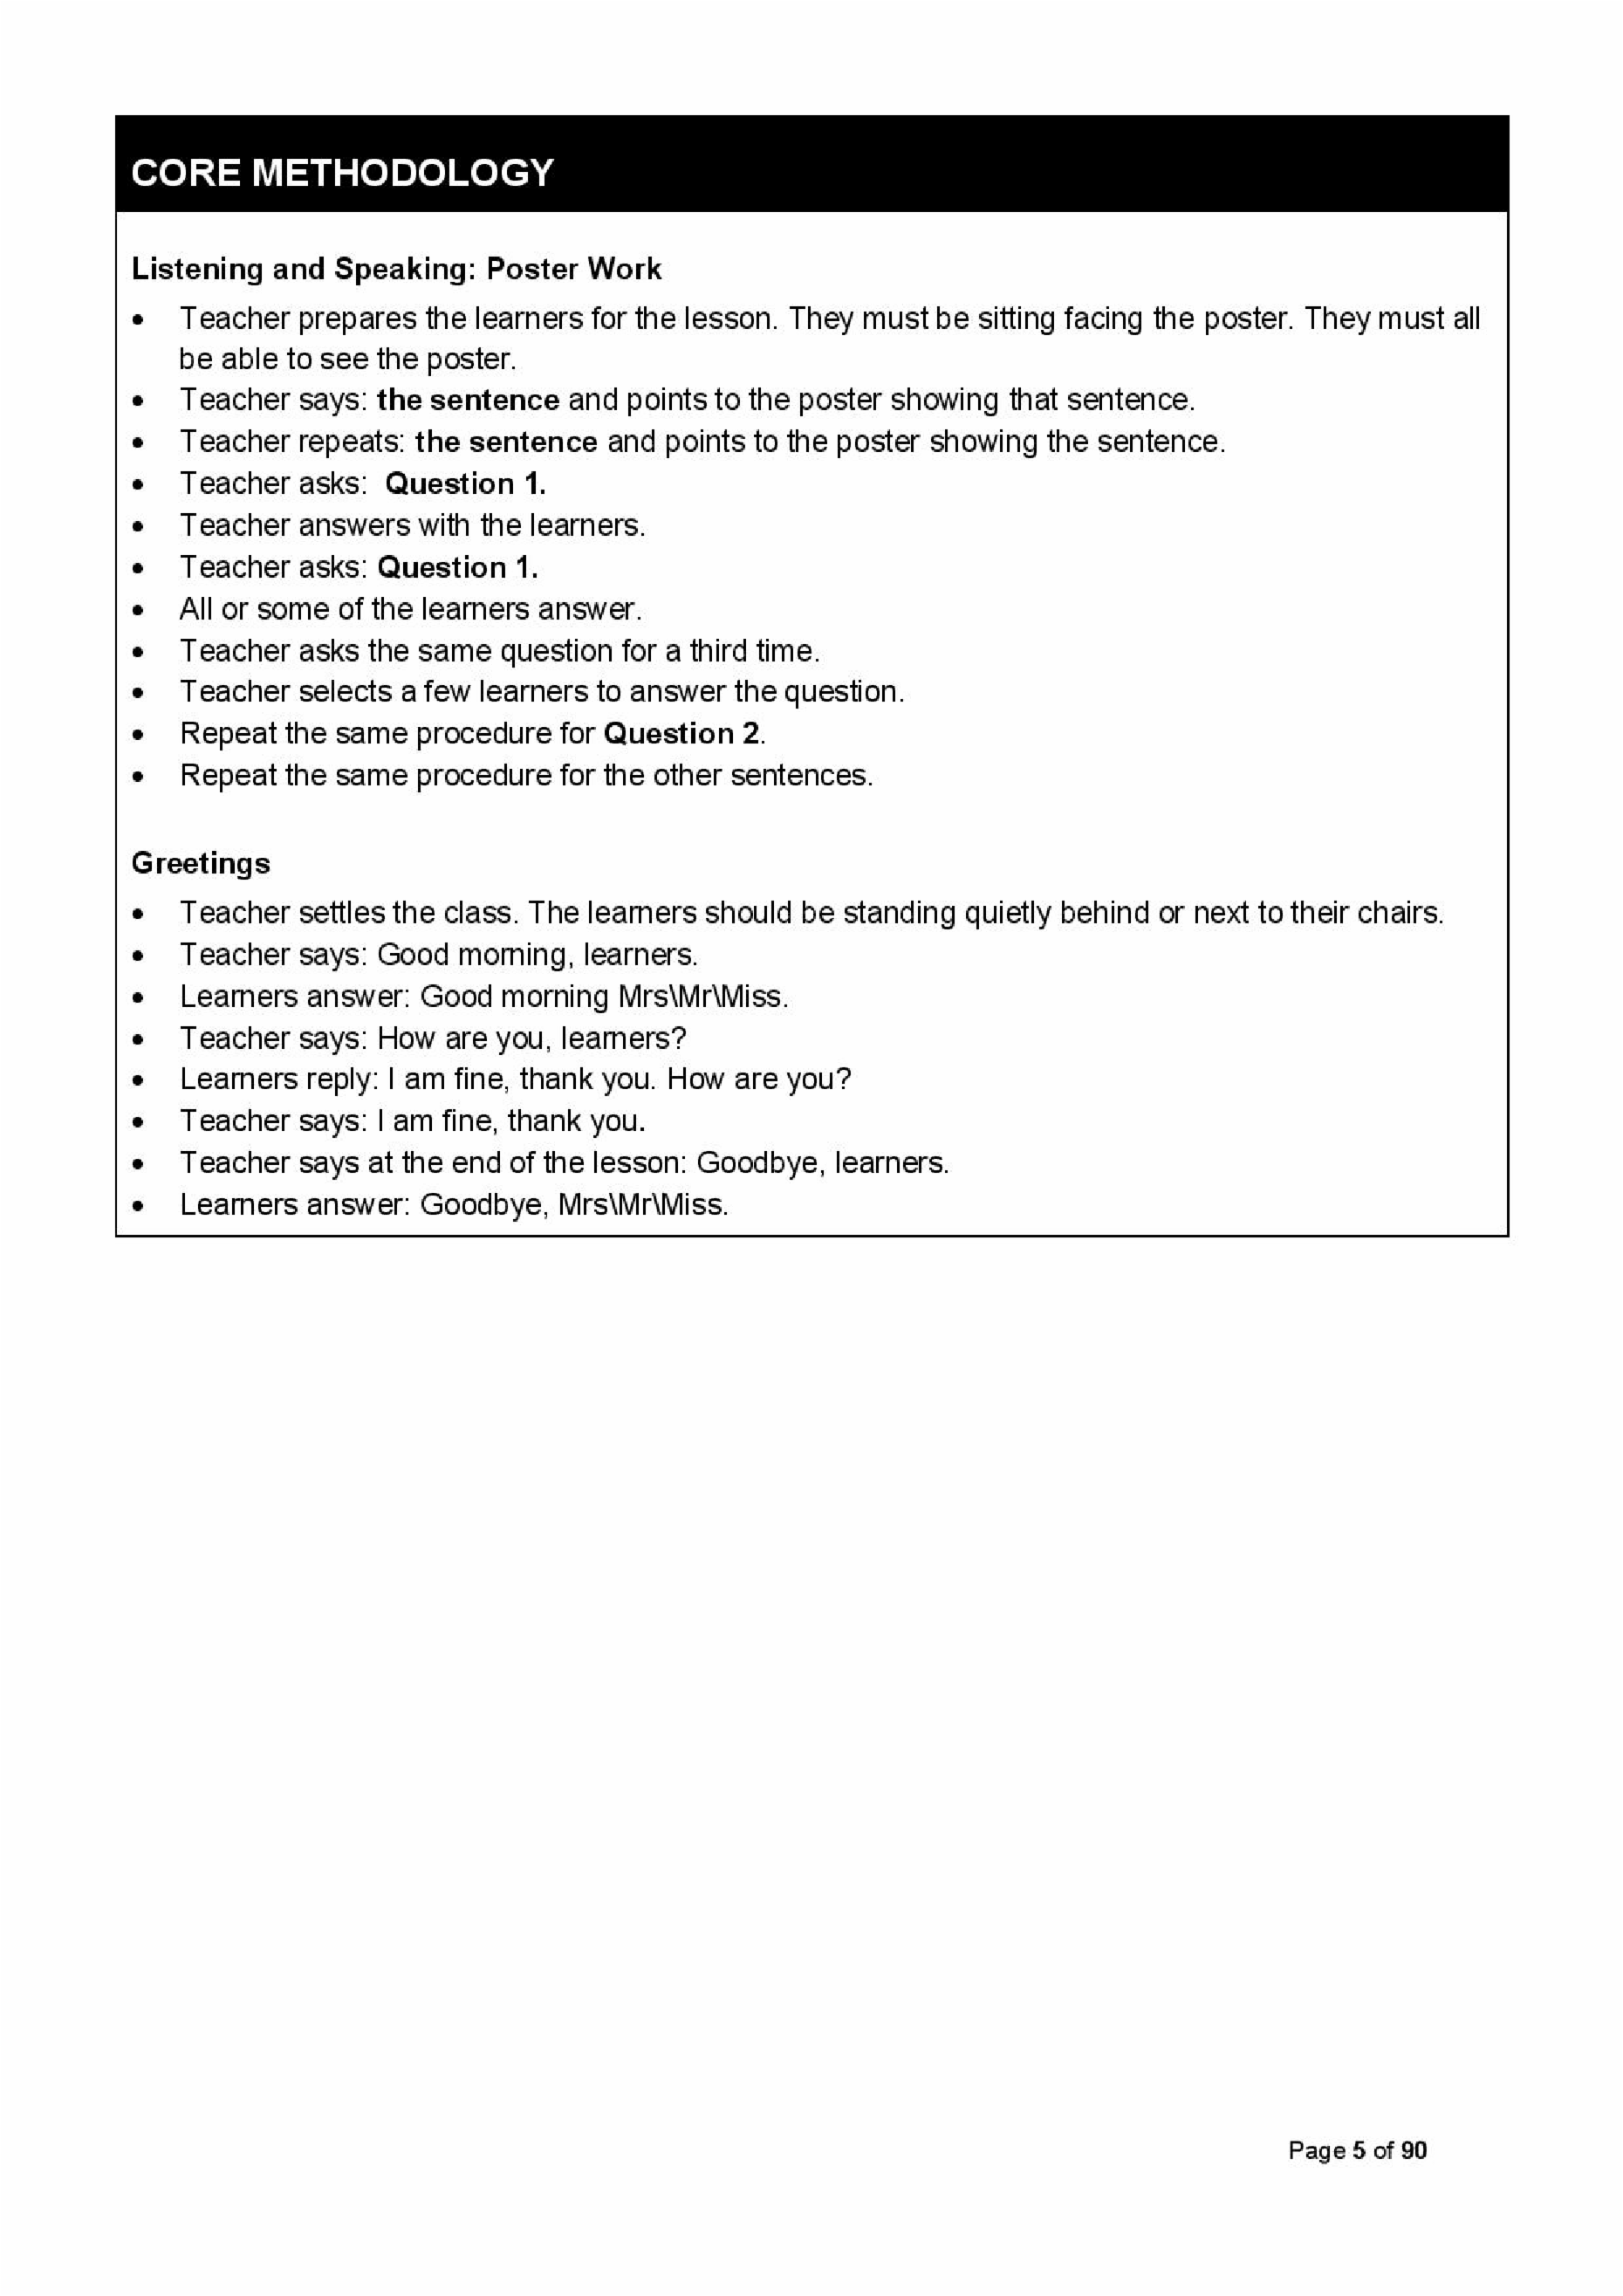 CORE METHODOLOGY
Listening and Speaking: Poster Work
• Teacher prepares the learners for the lesson. They must be sitting facing the poster. They must all
be able to see the poster.
• Teacher says: the sentence and points to the poster showing that sentence.
• Teacher repeats: the sentence and points to the poster showing the sentence.
• Teacher asks:  Question 1.
• Teacher answers with the learners.
• Teacher asks: Question 1.
• All or some of the learners answer.
• Teacher asks the same question for a third time.
• Teacher selects a few learners to answer the question.
• Repeat the same procedure for Question 2.
• Repeat the same procedure for the other sentences.
Greetings
• Teacher settles the class. The learners should be standing quietly behind or next to their chairs.
• Teacher says: Good morning, learners.
• Learners answer: Good morning Mrs\Mr\Miss.
• Teacher says: How are you, learners?
• Learners reply: I am fine, thank you. How are you?
• Teacher says: I am fine, thank you.
• Teacher says at the end of the lesson: Goodbye, learners.
• Learners answer: Goodbye, Mrs\Mr\Miss.
Page 5 of 90